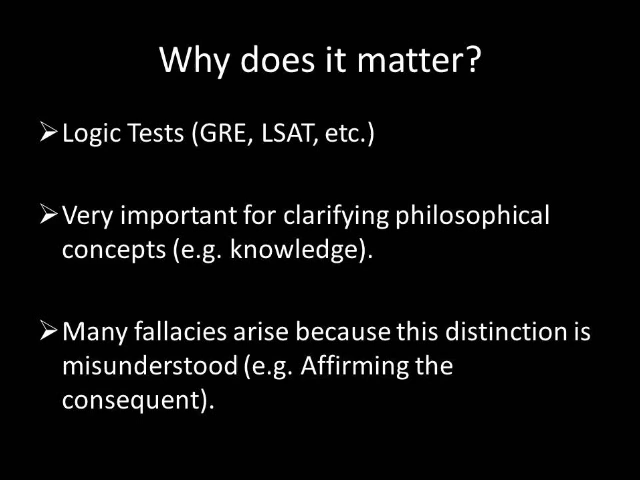 Why does it matter?
➢Logic Tests (GRE, LSAT, etc.)
➢Very important for clarifying philosophical
concepts (e.g. knowledge).
➢Many fallacies arise because this distinction is
misunderstood (e.g. Affirming the
consequent).